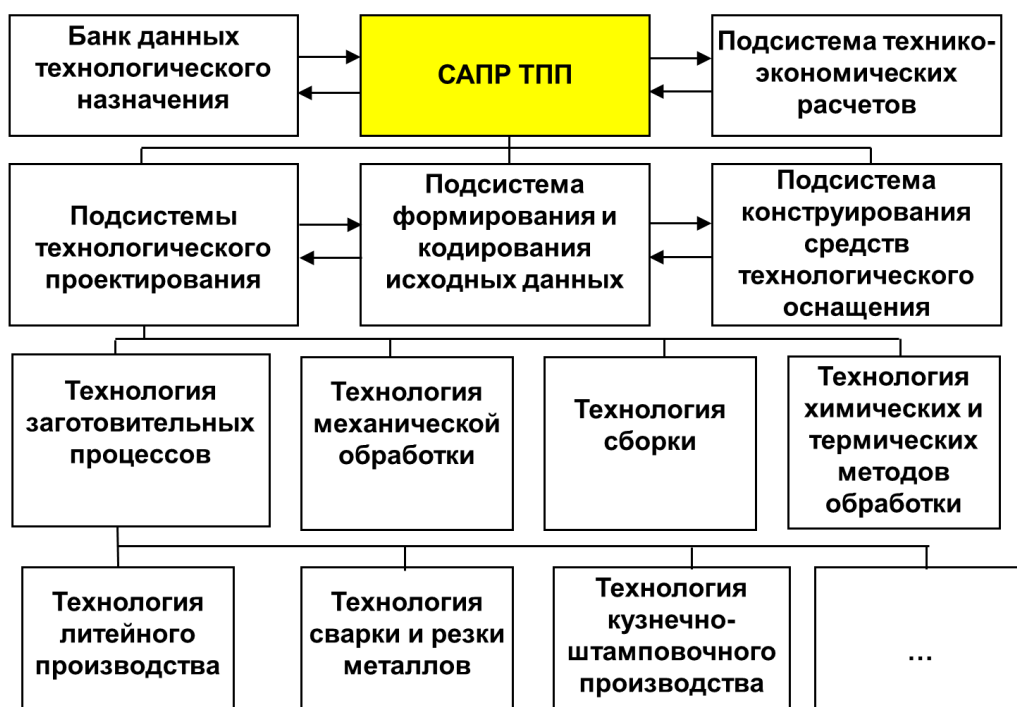 Банк данных
технологического
назначения
САПР ТПП
Подсистема технико-
экономических
расчетов
Подсистемы
технологического
проектирования
Подсистема
формирования и
кодирования
исходных данных
Подсистема
конструирования
средств
технологического
оснащения
Технология
заготовительных
процессов
Технология
механической
обработки
Технология
сборки
Технология
химических и
термических
методов
обработки
Технология
литейного
производства
Технология
сварки и резки
металлов
Технология
кузнечно-
штамповочного
производства
...